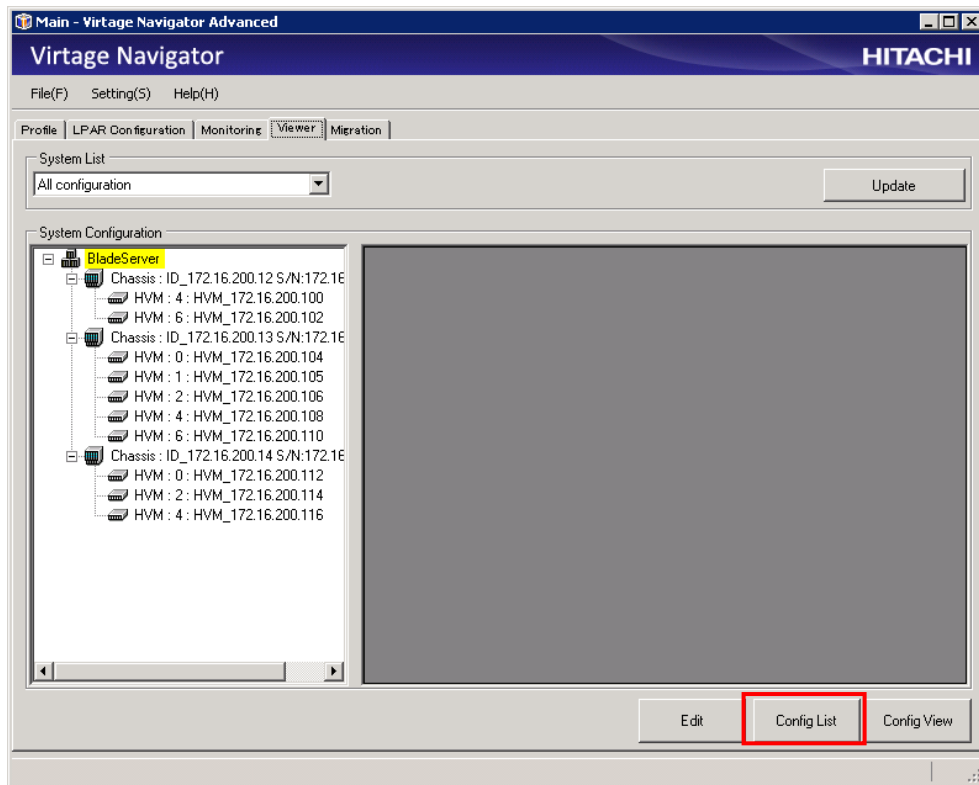 Main - Virtage Navigator Advanced
Virtage Navigator HITACHI
File(F) Setting(S) Help(H)
Profile LPAR Configuration Monitoring Viewer Migration
System List
All configuration Update
System Configuration
BladeServer
Chassis : ID_172.16.200.12 S/N:172.16
HVM : 4 : HVM_172.16.200.100
HVM : 6 : HVM_172.16.200.102
Chassis : ID_172.16.200.13 S/N:172.16
HVM : 0 : HVM_172.16.200.104
HVM : 1 : HVM_172.16.200.105
HVM : 2 : HVM_172.16.200.106
HVM : 4 : HVM_172.16.200.108
HVM : 6 : HVM_172.16.200.110
Chassis : ID_172.16.200.14 S/N:172.16
HVM : 0 : HVM_172.16.200.112
HVM : 2 : HVM_172.16.200.114
HVM : 4 : HVM_172.16.200.116
Edit Config List Config View